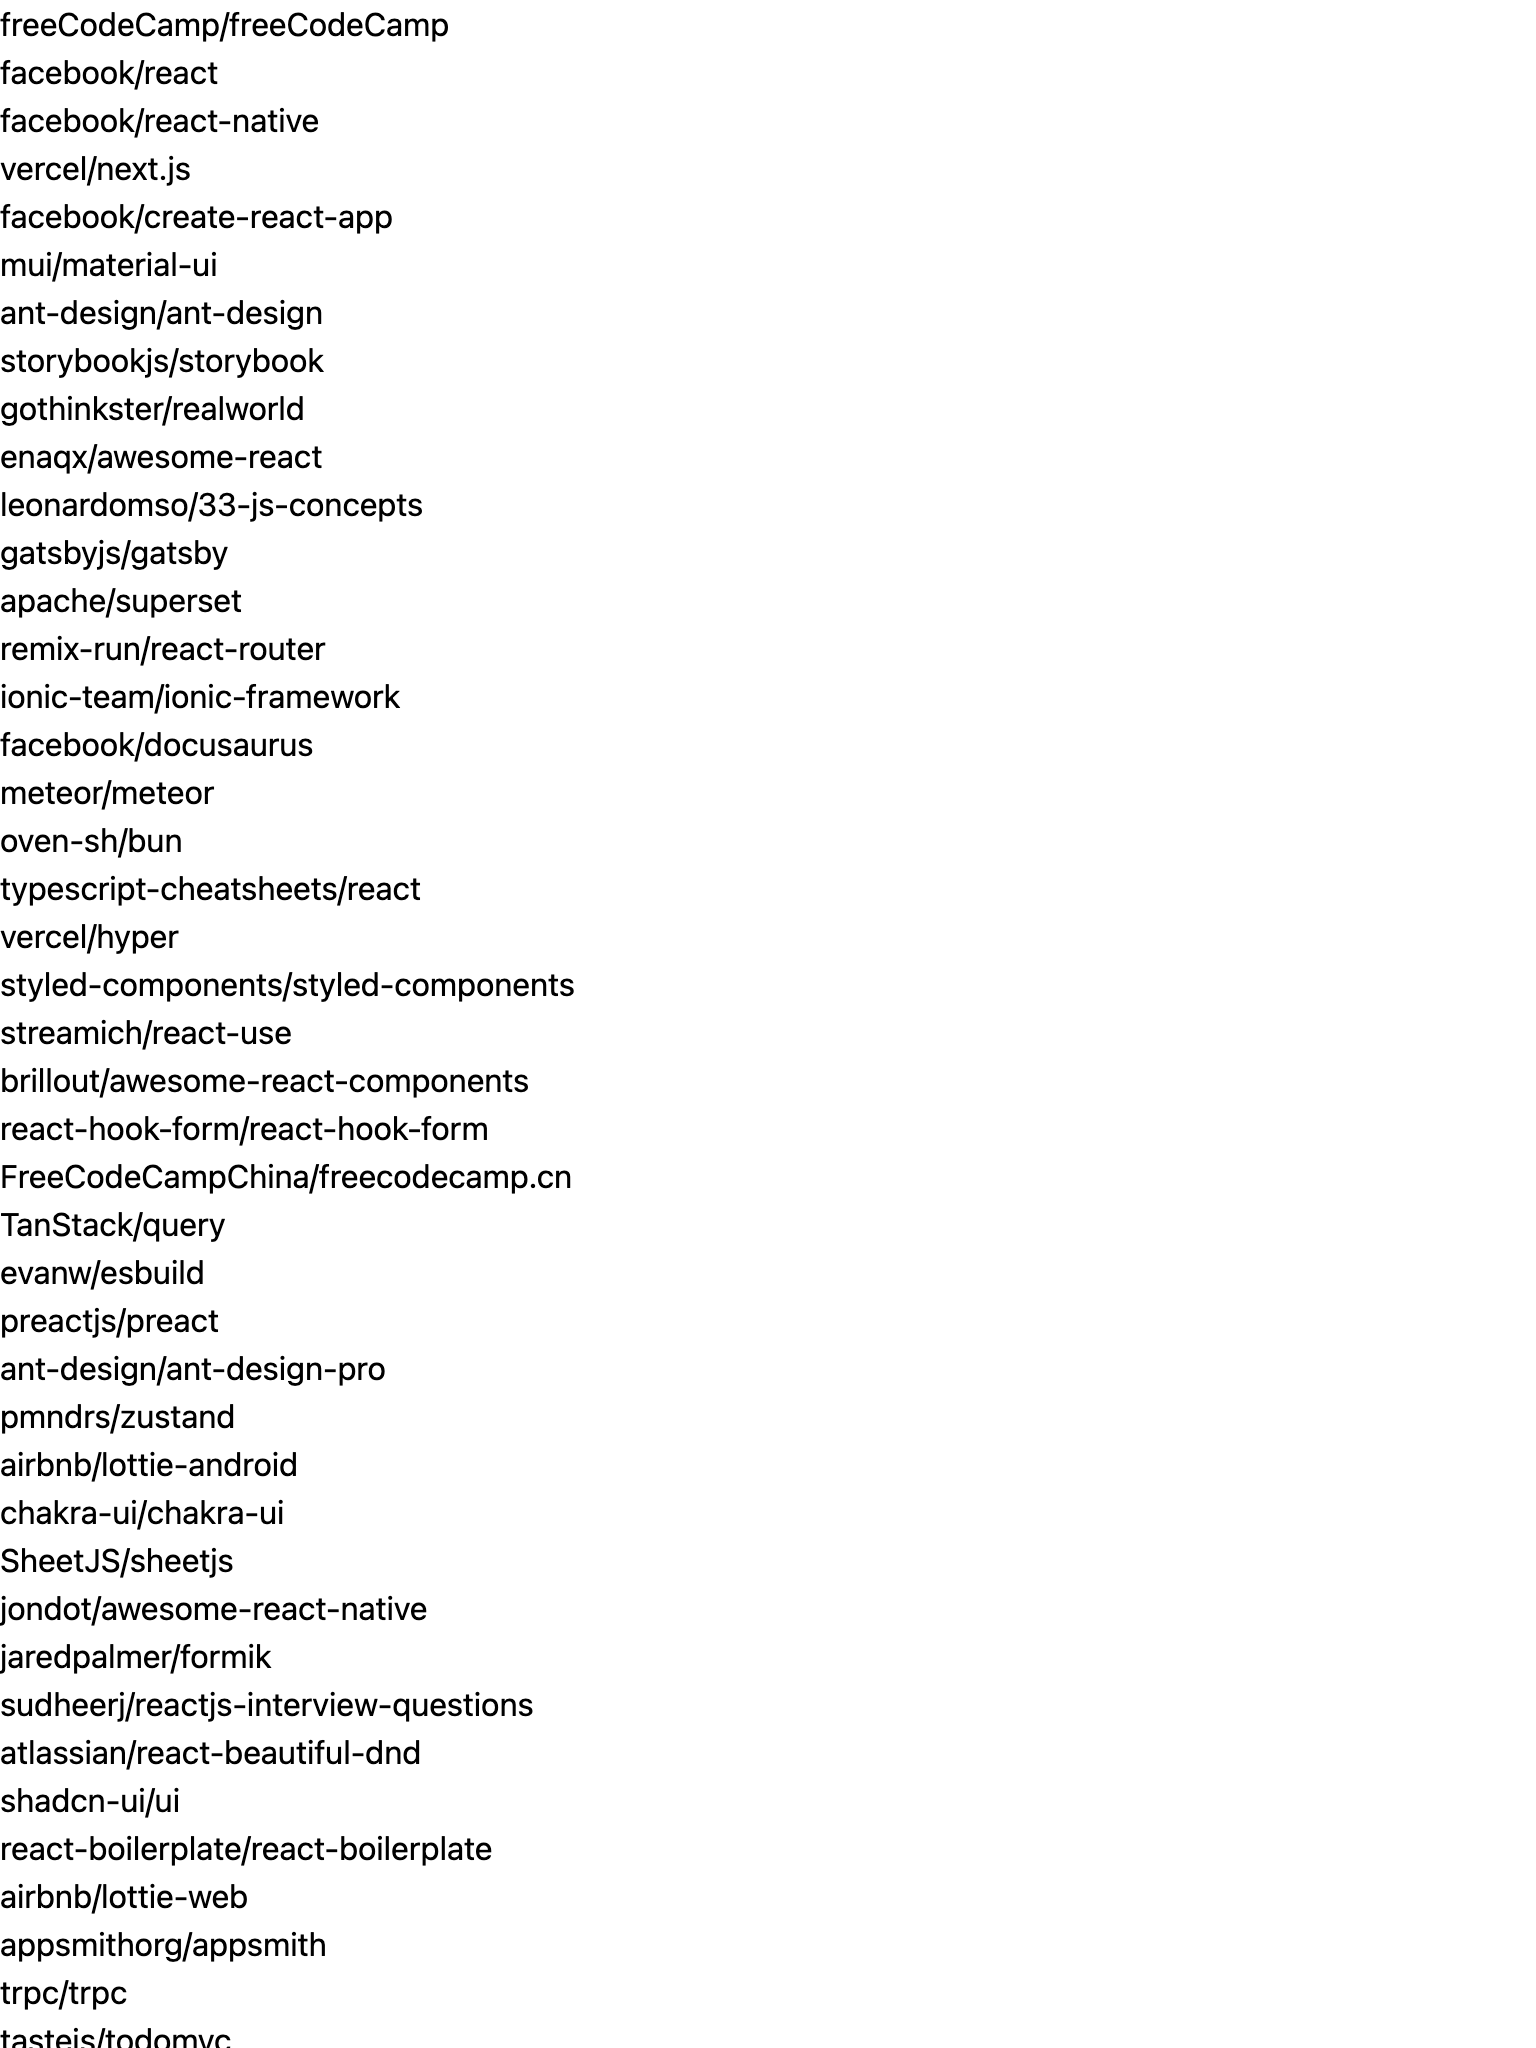 freeCodeCamp/freeCodeCamp
facebook/react
facebook/react-native
vercel/next.js
facebook/create-react-app
mui/material-ui
ant-design/ant-design
storybookjs/storybook
gothinkster/realworld
enaqx/awesome-react
leonardomso/33-js-concepts
gatsbyjs/gatsby
apache/superset
remix-run/react-router
ionic-team/ionic-framework
facebook/docusaurus
meteor/meteor
oven-sh/bun
typescript-cheatsheets/react
vercel/hyper
styled-components/styled-components
streamich/react-use
brillout/awesome-react-components
react-hook-form/react-hook-form
FreeCodeCampChina/freecodecamp.cn
TanStack/query
evanw/esbuild
preactjs/preact
ant-design/ant-design-pro
pmndrs/zustand
airbnb/lottie-android
chakra-ui/chakra-ui
SheetJS/sheetjs
jondot/awesome-react-native
jaredpalmer/formik
sudheerj/reactjs-interview-questions
atlassian/react-beautiful-dnd
shadcn-ui/ui
react-boilerplate/react-boilerplate
airbnb/lottie-web
appsmithorg/appsmith
trpc/trpc
tastejs/todomvc